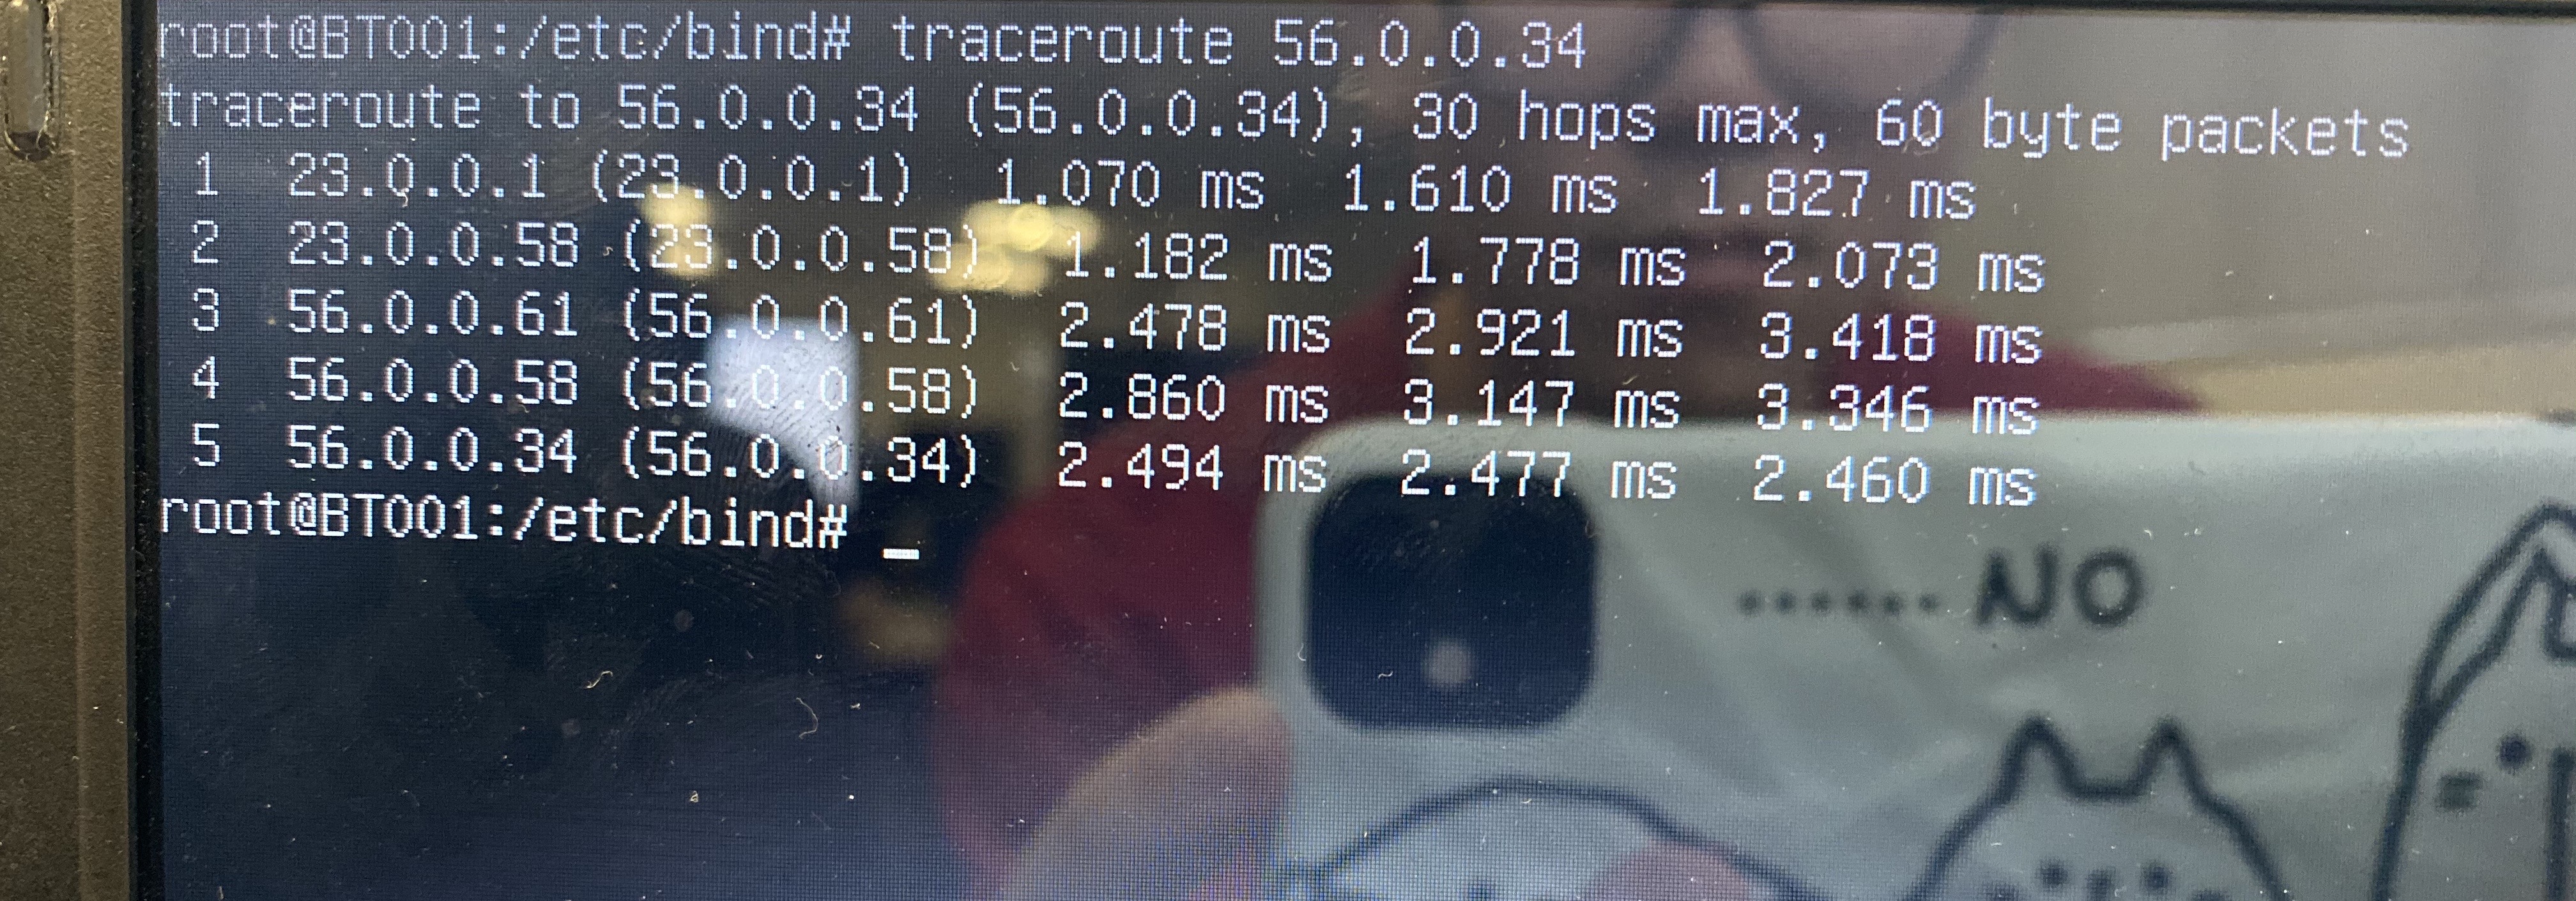 root@BT001:/etc/bind# traceroute 56.0.0.34
traceroute to 56.0.0.34 (56.0.0.34), 30 hops max, 60 byte packets
1 23.0.0.1 (23.0.0.1) 1.070 ms 1.610 ms 1.827 ms
2 23.0.0.58 (23.0.0.58) 1.182 ms 1.778 ms 2.073 ms
3 56.0.0.61 (56.0.0.61) 2.478 ms 2.921 ms 3.418 ms
4 56.0.0.58 (56.0.0.58) 2.860 ms 3.147 ms 3.346 ms
5 56.0.0.34 (56.0.0.34) 2.494 ms 2.477 ms 2.460 ms
root@BT001:/etc/bind# _
...... NO